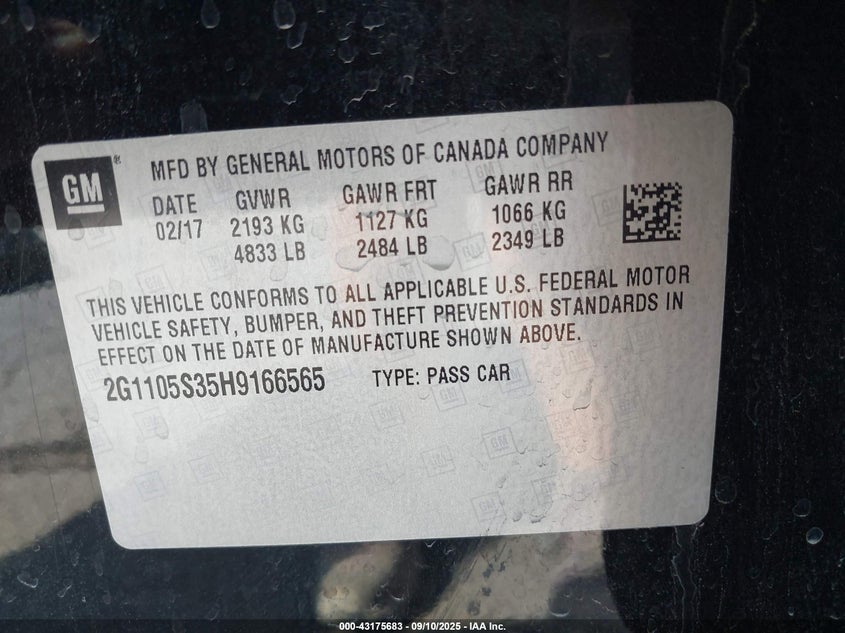 GM ®
MFD BY GENERAL MOTORS OF CANADA COMPANY
DATE GVWR GAWR FRT GAWR RR
02/17 2193 KG 1127 KG 1066 KG
4833 LB 2484 LB 2349 LB
THIS VEHICLE CONFORMS TO ALL APPLICABLE U.S. FEDERAL MOTOR
VEHICLE SAFETY, BUMPER, AND THEFT PREVENTION STANDARDS IN
EFFECT ON THE DATE OF MANUFACTURE SHOWN ABOVE.
2G1105S35H9166565 TYPE: PASS CAR
000-43175683 - 09/10/2025 - IAA Inc.